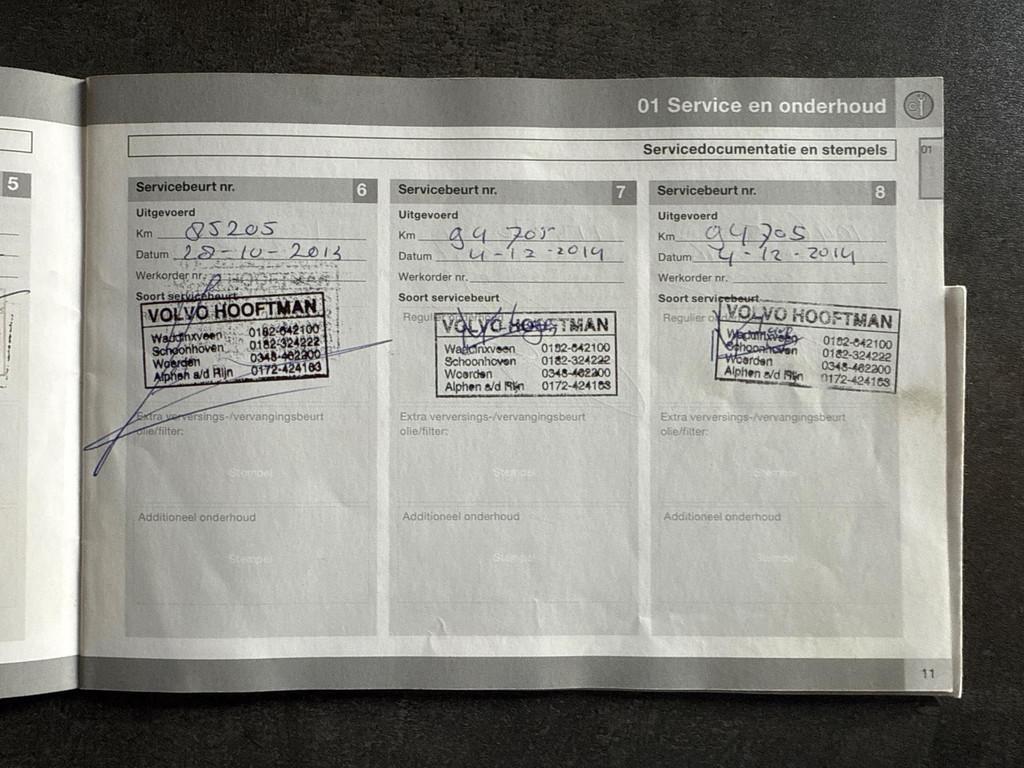 01 Service en onderhoud
Servicedocumentatie en stempels
01
5
Servicebeurt nr. 6
Uitgevoerd
Km 85205
Datum 28-10-2013
Werkorder nr.
Soort servicebeurt
VOLVO HOOFTMAN
Waddinxveen 0182-642100
Schoonhoven 0182-324222
Woerden 0348-462200
Alphen a/d Rijn 0172-424163
Extra verversings-/vervangingsbeurt
olie/filter:
Stempel
Additioneel onderhoud
Stempel
Servicebeurt nr. 7
Uitgevoerd
Km 94705
Datum 4-12-2014
Werkorder nr.
Soort servicebeurt
Regulier
VOLVO HOOFTMAN
Waddinxveen 0182-642100
Schoonhoven 0182-324222
Woerden 0348-462200
Alphen a/d Rijn 0172-424163
Extra verversings-/vervangingsbeurt
olie/filter:
Stempel
Additioneel onderhoud
Stempel
Servicebeurt nr. 8
Uitgevoerd
Km 94705
Datum 4-12-2014
Werkorder nr.
Soort servicebeurt
Regulier
VOLVO HOOFTMAN
Waddinxveen 0182-642100
Schoonhoven 0182-324222
Woerden 0348-462200
Alphen a/d Rijn 0172-424163
Extra verversings-/vervangingsbeurt
olie/filter:
Stempel
Additioneel onderhoud
Stempel
11